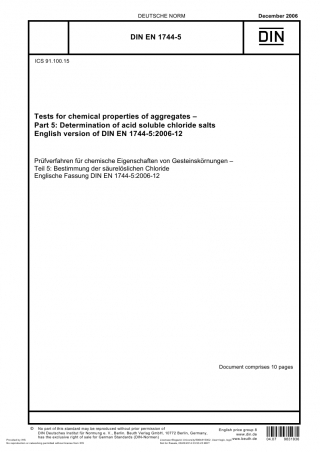 DEUTSCHE NORM
December 2006
DIN EN 1744-5
DIN
ICS 91.100.15
Tests for chemical properties of aggregates –
Part 5: Determination of acid soluble chloride salts
English version of DIN EN 1744-5:2006-12
Prüfverfahren für chemische Eigenschaften von Gesteinskörnungen –
Teil 5: Bestimmung der säurelöslichen Chloride
Englische Fassung DIN EN 1744-5:2006-12
Document comprises 10 pages
© No part of this standard may be reproduced without prior permission of
DIN Deutsches Institut für Normung e. V., Berlin. Beuth Verlag GmbH, 10772 Berlin, Germany,
has the exclusive right of sale for German Standards (DIN-Normen).
English price group 8
www.din.de
www.beuth.de
04.07